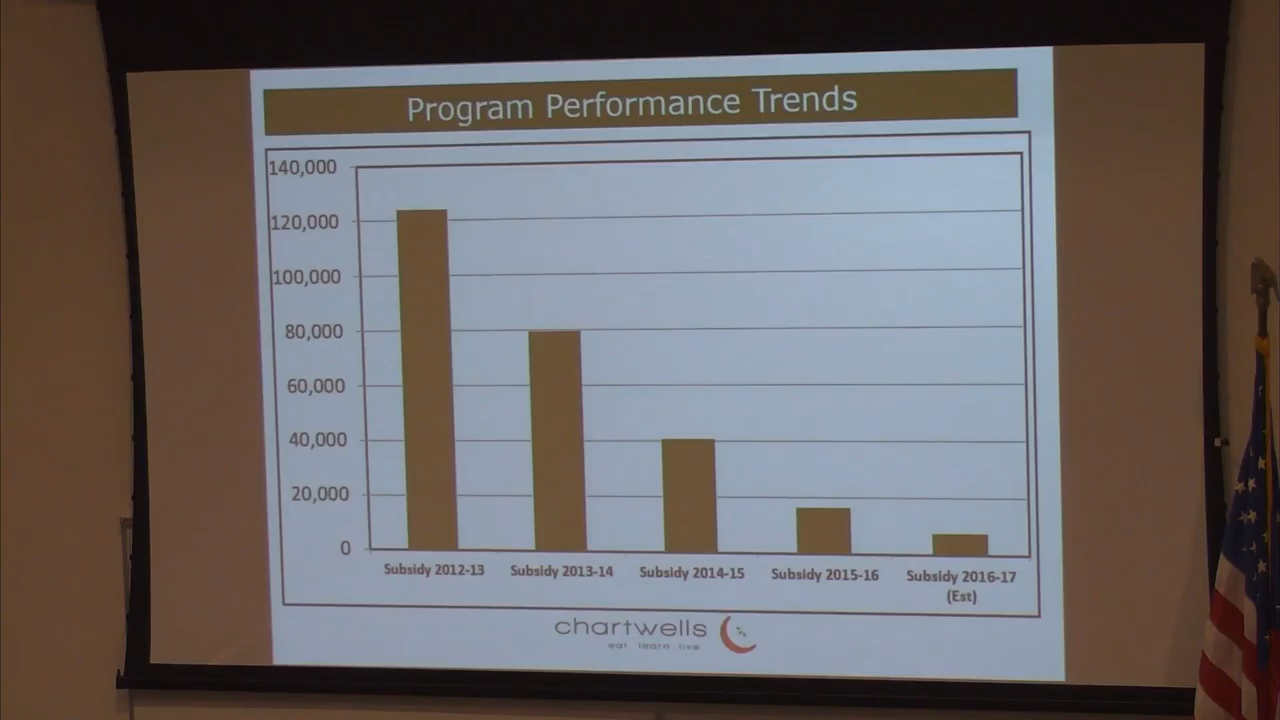 Program Performance Trends
140,000
120,000
100,000
80,000
60,000
40,000
20,000
0
Subsidy 2012-13
Subsidy 2013-14
Subsidy 2014-15
Subsidy 2015-16
Subsidy 2016-17
(Est)
chartwells
eat learn live